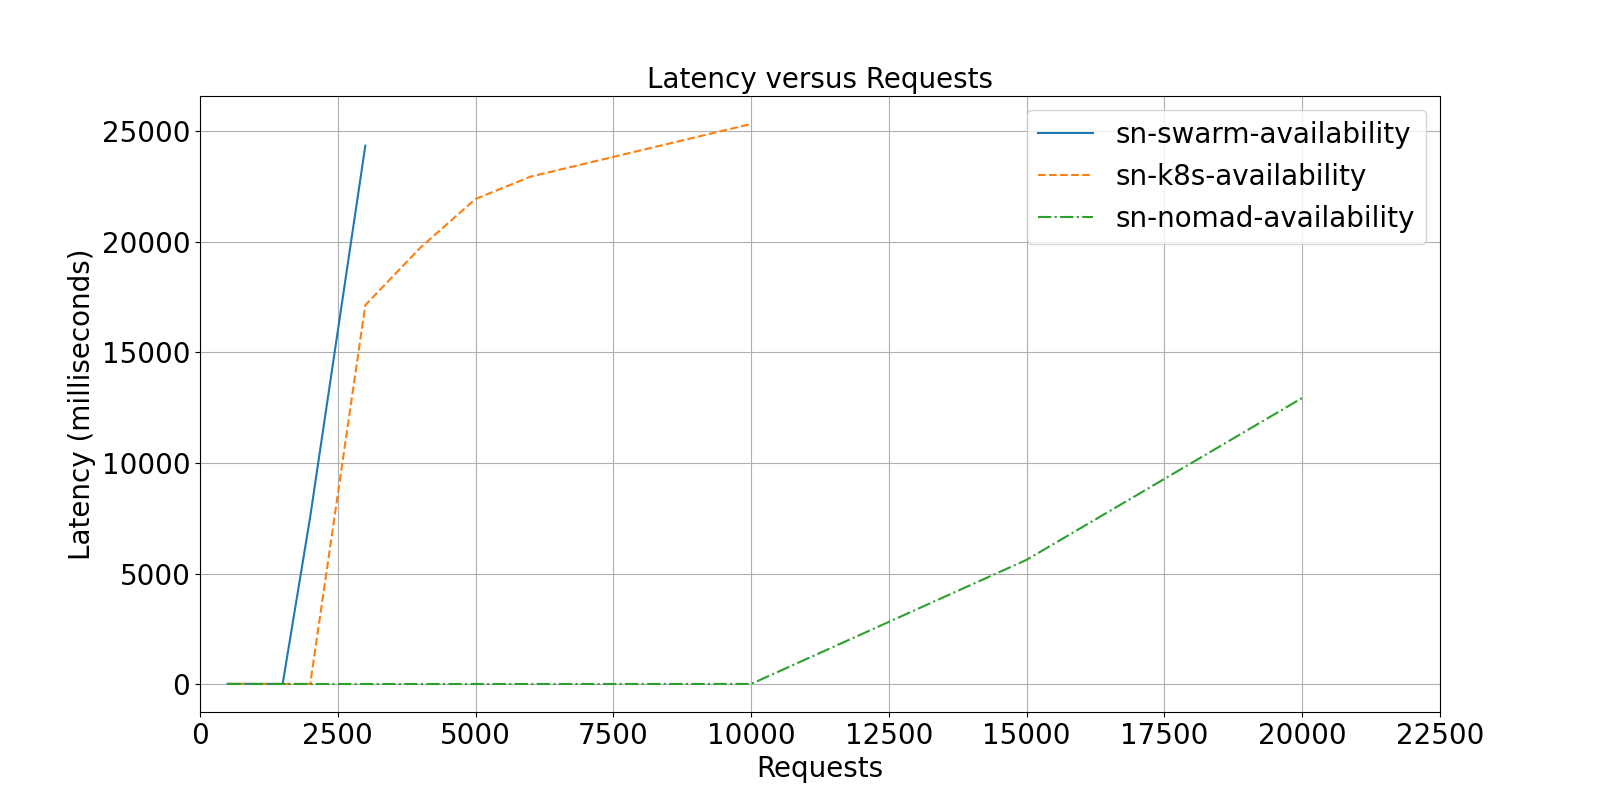 Latency versus Requests
25000
20000
15000
10000
5000
0
Latency (milliseconds)
sn-swarm-availability
sn-k8s-availability
sn-nomad-availability
0 2500 5000 7500 10000 12500 15000 17500 20000 22500
Requests